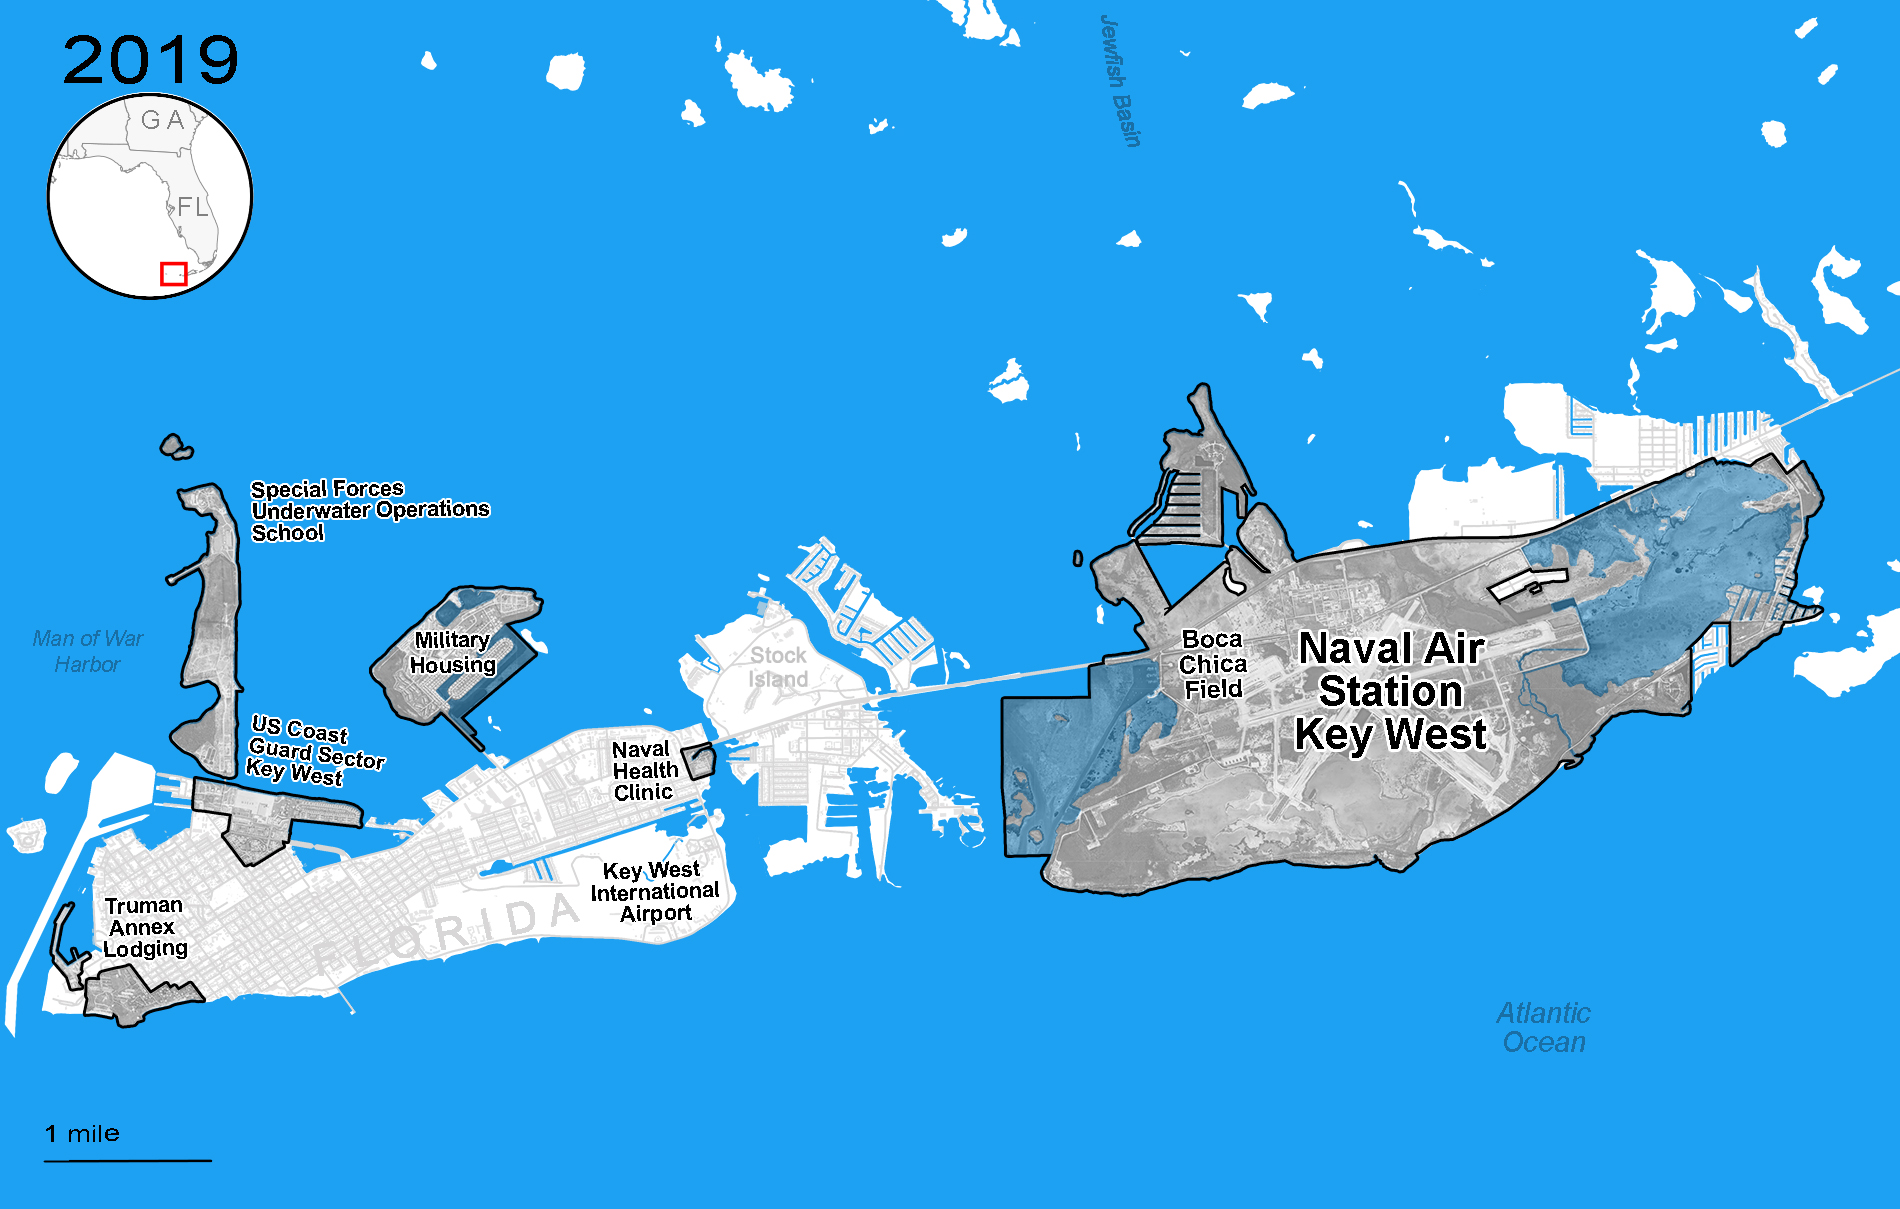 2019
GA
FL
Jewfish Basin
Special Forces
Underwater Operations
School
Man of War
Harbor
Military
Housing
Stock
Island
Boca
Chica
Field
Naval Air
Station
Key West
US Coast
Guard Sector
Key West
Naval
Health
Clinic
Key West
International
Airport
Truman
Annex
Lodging
FLORIDA
Atlantic
Ocean
1 mile